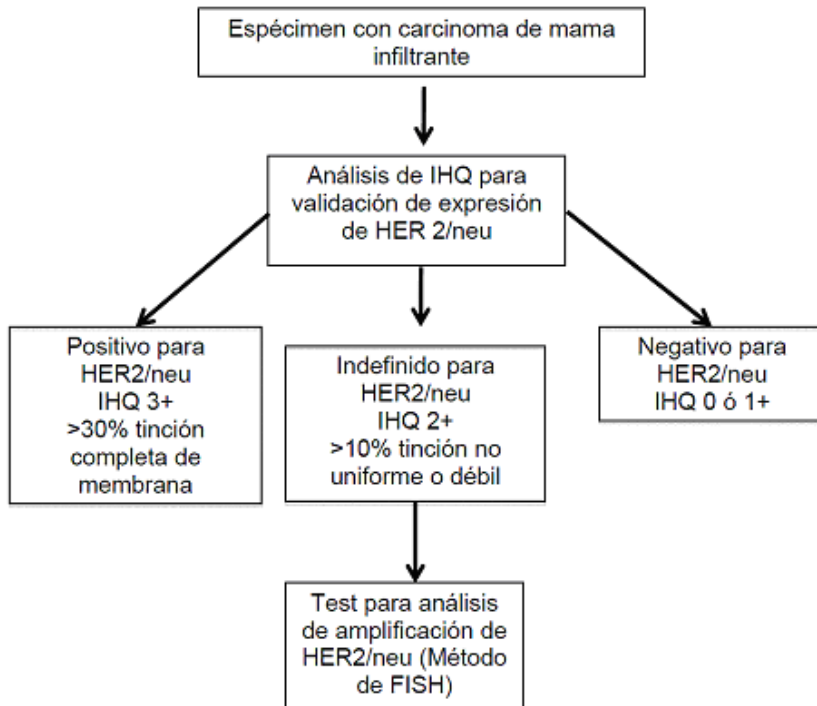 Espécimen con carcinoma de mama
infiltrante
Análisis de IHQ para
validación de expresión
de HER 2/neu
Positivo para
HER2/neu
IHQ 3+
>30% tinción
completa de
membrana
Indefinido para
HER2/neu
IHQ 2+
>10% tinción no
uniforme o débil
Negativo para
HER2/neu
IHQ 0 ó 1+
Test para análisis
de amplificación de
HER2/neu (Método
de FISH)